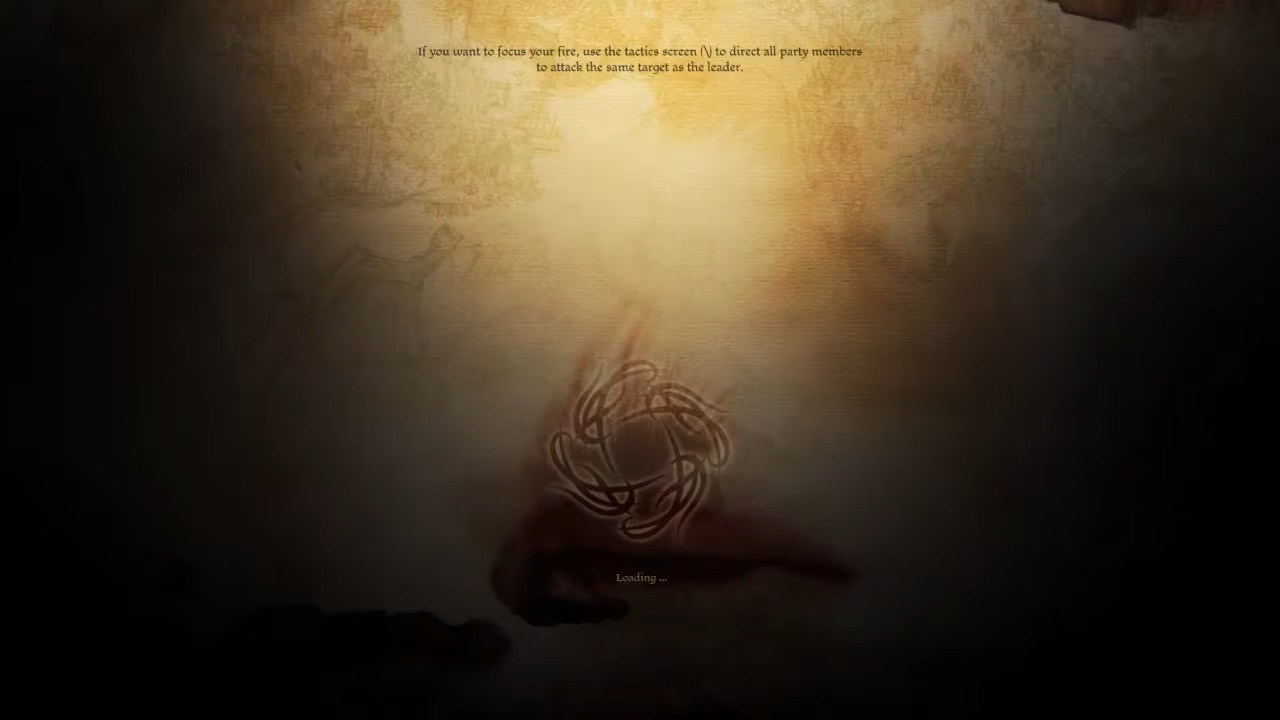 If you want to focus your fire, use the tactics screen (\) to direct all party members
to attack the same target as the leader.
Loading ...